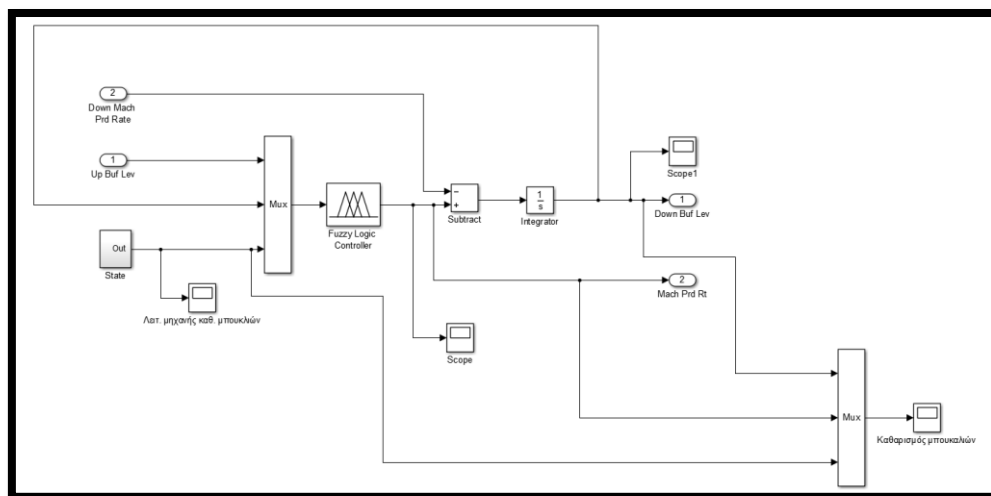 2
Down Mach
Prd Rate
1
Up Buf Lev
Mux
Fuzzy Logic
Controller
−
+
Subtract
1
s
Integrator
Scope1
1
Down Buf Lev
Out
State
Λειτ. μηχανής καθ. μπουκλιών
2
Mach Prd Rt
Scope
Mux
Καθαρισμός μπουκαλιών